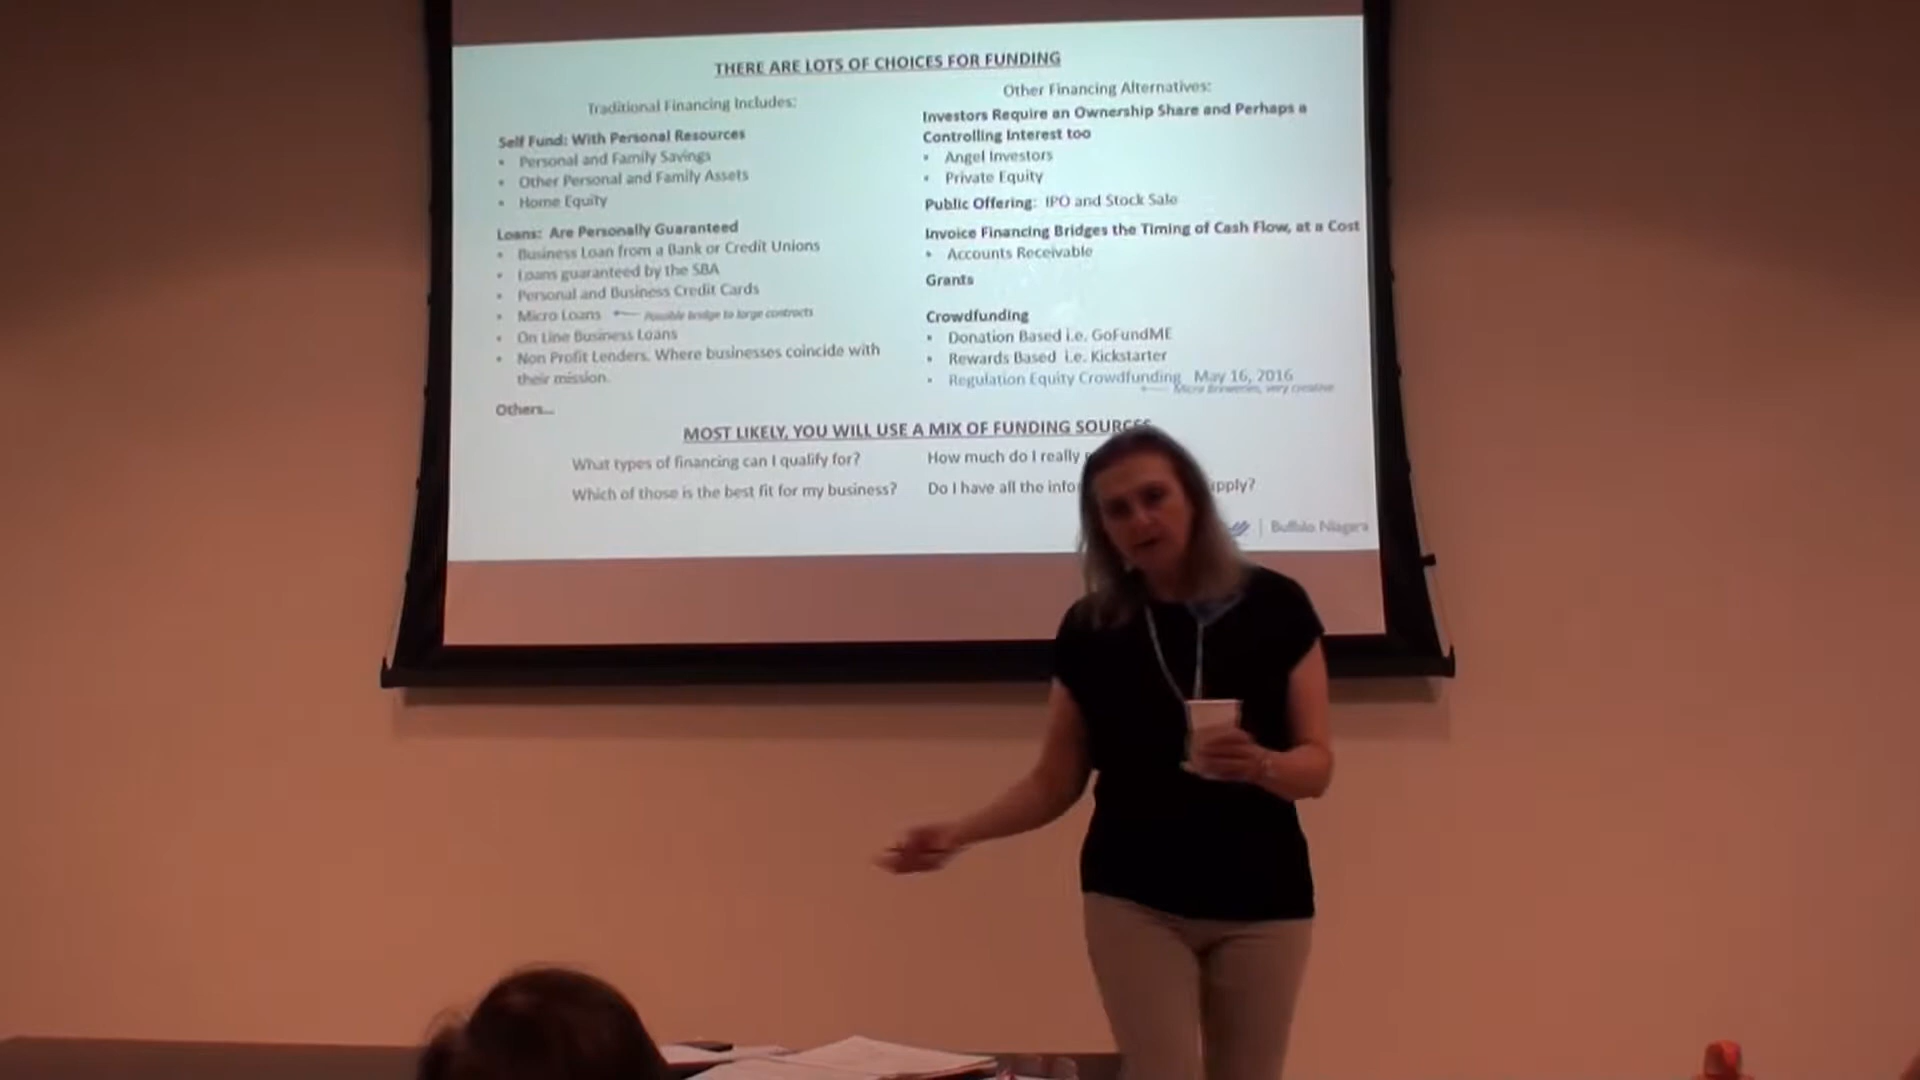 THERE ARE LOTS OF CHOICES FOR FUNDING
Traditional Financing Includes:
Self Fund: With Personal Resources
• Personal and Family Savings
• Other Personal and Family Assets
• Home Equity
Loans: Are Personally Guaranteed
• Business Loan from a Bank or Credit Unions
• Loans guaranteed by the SBA
• Personal and Business Credit Cards
• Micro Loans Possible bridge to large contracts
• On Line Business Loans
• Non Profit Lenders. Where businesses coincide with
their mission.
Others...
Other Financing Alternatives:
Investors Require an Ownership Share and Perhaps a
Controlling Interest too
• Angel Investors
• Private Equity
Public Offering: IPO and Stock Sale
Invoice Financing Bridges the Timing of Cash Flow, at a Cost
• Accounts Receivable
Grants
Crowdfunding
• Donation Based i.e. GoFundME
• Rewards Based i.e. Kickstarter
• Regulation Equity Crowdfunding May 16, 2016
Micro Breweries, very creative
MOST LIKELY, YOU WILL USE A MIX OF FUNDING SOURCES
What types of financing can I qualify for?
How much do I really
Which of those is the best fit for my business?
Do I have all the info pply?
Buffalo Niagara